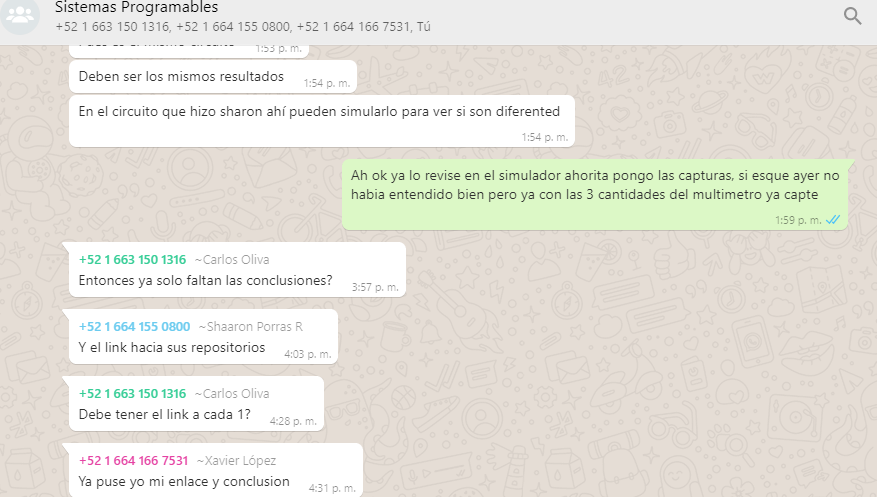 Sistemas Programables
+52 1 663 150 1316, +52 1 664 155 0800, +52 1 664 166 7531, Tú
1:53 p. m.
Deben ser los mismos resultados
1:54 p. m.
En el circuito que hizo sharon ahí pueden simularlo para ver si son diferented
1:54 p. m.
Ah ok ya lo revise en el simulador ahorita pongo las capturas, si esque ayer no
habia entendido bien pero ya con las 3 cantidades del multimetro ya capte
1:59 p. m.
+52 1 663 150 1316 ~Carlos Oliva
Entonces ya solo faltan las conclusiones?
3:57 p. m.
+52 1 664 155 0800 ~Shaaron Porras R
Y el link hacia sus repositorios
4:03 p. m.
+52 1 663 150 1316 ~Carlos Oliva
Debe tener el link a cada 1?
4:28 p. m.
+52 1 664 166 7531 ~Xavier López
Ya puse yo mi enlace y conclusion
4:31 p. m.